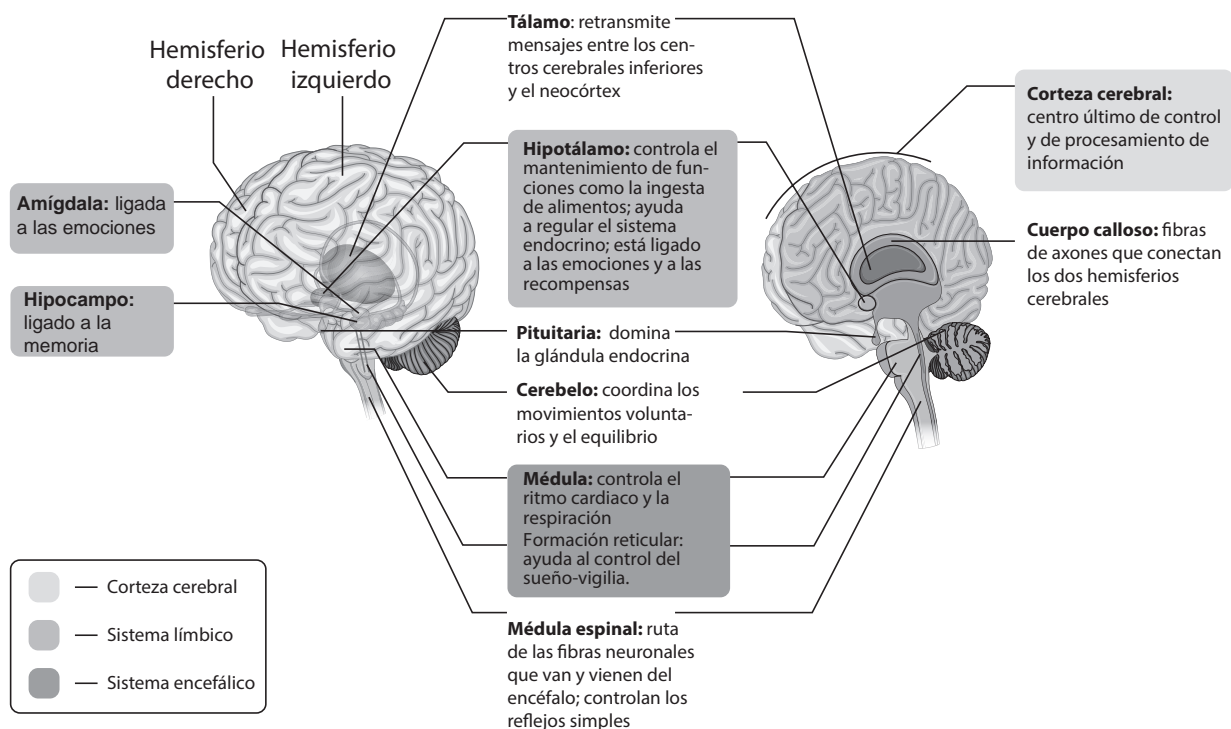 Hemisferio
derecho
Hemisferio
izquierdo
Amígdala: ligada
a las emociones
Hipocampo:
ligado a la
memoria
Tálamo: retransmite
mensajes entre los cen-
tros cerebrales inferiores
y el neocórtex
Hipotálamo: controla el
mantenimiento de fun-
ciones como la ingesta
de alimentos; ayuda
a regular el sistema
endocrino; está ligado
a las emociones y a las
recompensas
Pituitaria: domina
la glándula endocrina
Cerebelo: coordina los
movimientos volunta-
rios y el equilibrio
Médula: controla el
ritmo cardiaco y la
respiración
Formación reticular:
ayuda al control del
sueño-vigilia.
Médula espinal: ruta
de las fibras neuronales
que van y vienen del
encéfalo; controlan los
reflejos simples
Corteza cerebral:
centro último de control
y de procesamiento de
información
Cuerpo calloso: fibras
de axones que conectan
los dos hemisferios
cerebrales
— Corteza cerebral
— Sistema límbico
— Sistema encefálico